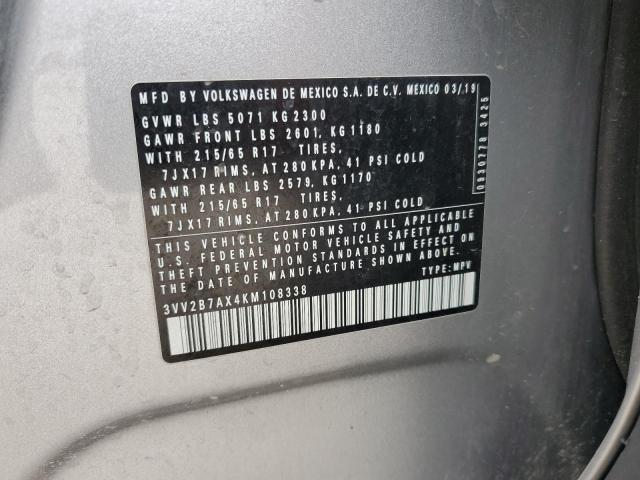 MFD BY VOLKSWAGEN DE MEXICO S.A. DE C.V. MEXICO 03/19
GVWR LBS 5071 KG 2300
GAWR FRONT LBS 2601, KG 1180
WITH 215/65 R17 TIRES,
7JX17 RIMS, AT 280 KPA, 41 PSI COLD
GAWR REAR LBS 2579, KG 1170
WITH 215/65 R17 TIRES,
7JX17 RIMS, AT 280 KPA, 41 PSI COLD
THIS VEHICLE CONFORMS TO ALL APPLICABLE
U.S. FEDERAL MOTOR VEHICLE SAFETY AND
THEFT PREVENTION STANDARDS IN EFFECT ON
THE DATE OF MANUFACTURE SHOWN ABOVE.
TYPE: MPV
3VV2B7AX4KM108338
0930778 3425